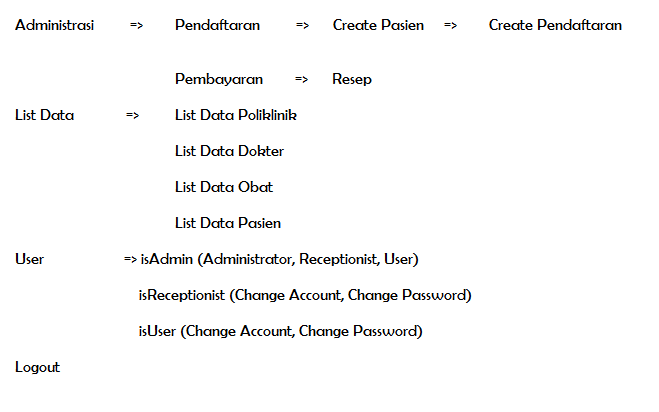 Administrasi => Pendaftaran => Create Pasien => Create Pendaftaran
Pembayaran => Resep
List Data => List Data Poliklinik
List Data Dokter
List Data Obat
List Data Pasien
User => isAdmin (Administrator, Receptionist, User)
isReceptionist (Change Account, Change Password)
isUser (Change Account, Change Password)
Logout